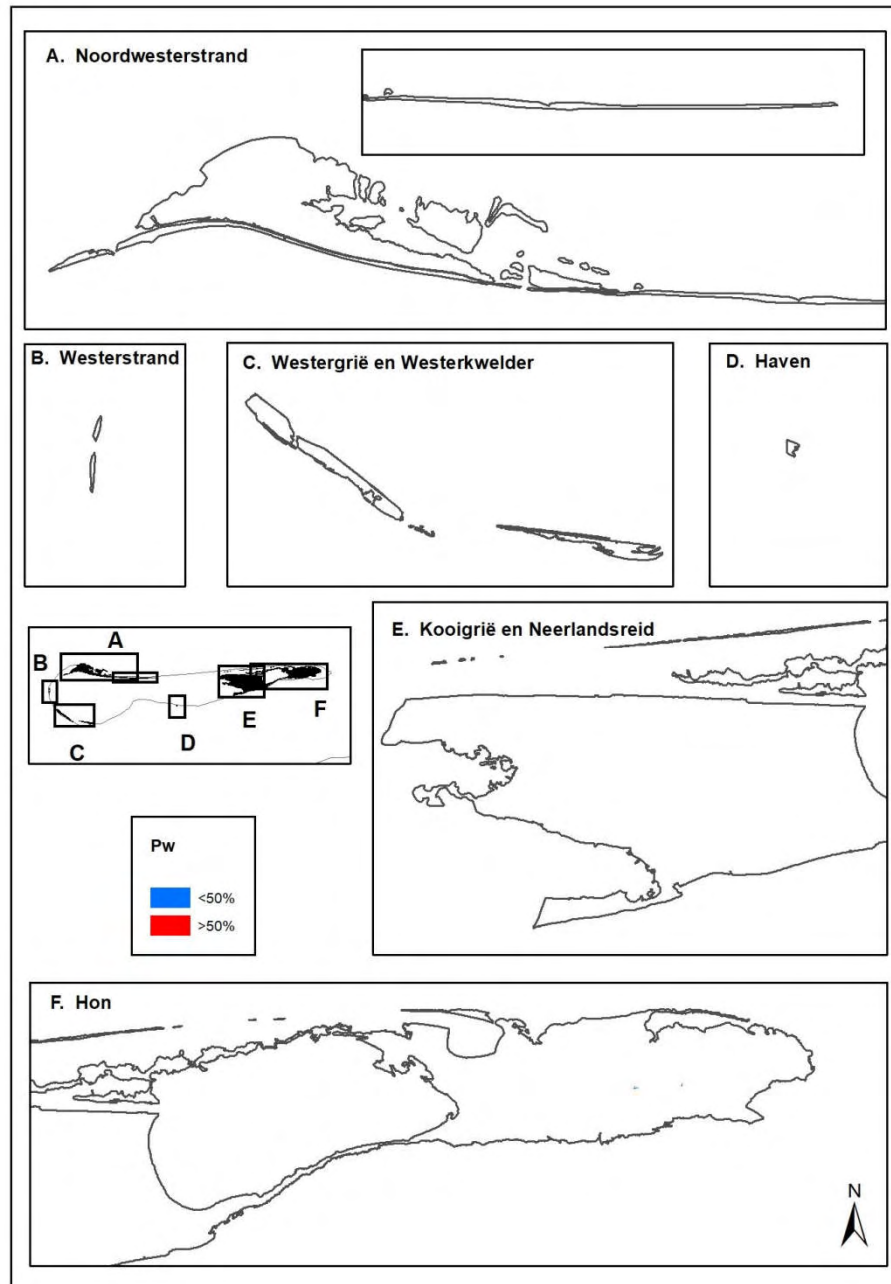 A. Noordwesterstrand
B. Westerstrand
C. Westergrië en Westerkwelder
D. Haven
A
B
C
D
E
F
E. Kooigrië en Neerlandsreid
Pw
<50%
>50%
F. Hon
N